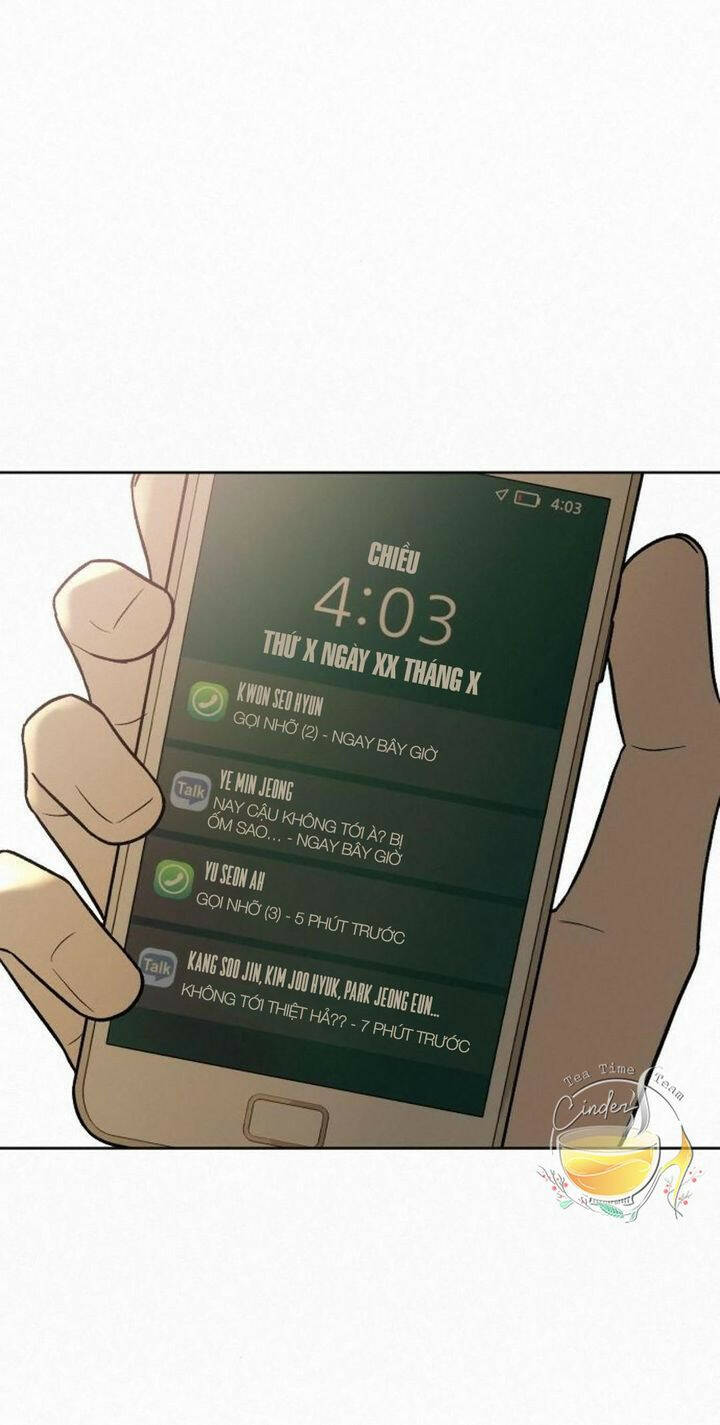 4:03
CHIỀU
4:03
THỨ X NGÀY XX THÁNG X
KWON SEO HYUN
GỌI NHỠ (2) - NGAY BÂY GIỜ
Talk
YE MIN JEONG
NAY CẬU KHÔNG TỚI À? BỊ
ỐM SAO... - NGAY BÂY GIỜ
YU SEON AH
GỌI NHỠ (3) - 5 PHÚT TRƯỚC
Talk
KANG SOO JIN, KIM JOO HYUK, PARK JEONG EUN...
KHÔNG TỚI THIỆT HẢ?? - 7 PHÚT TRƯỚC
Tea Time Team
Cinder